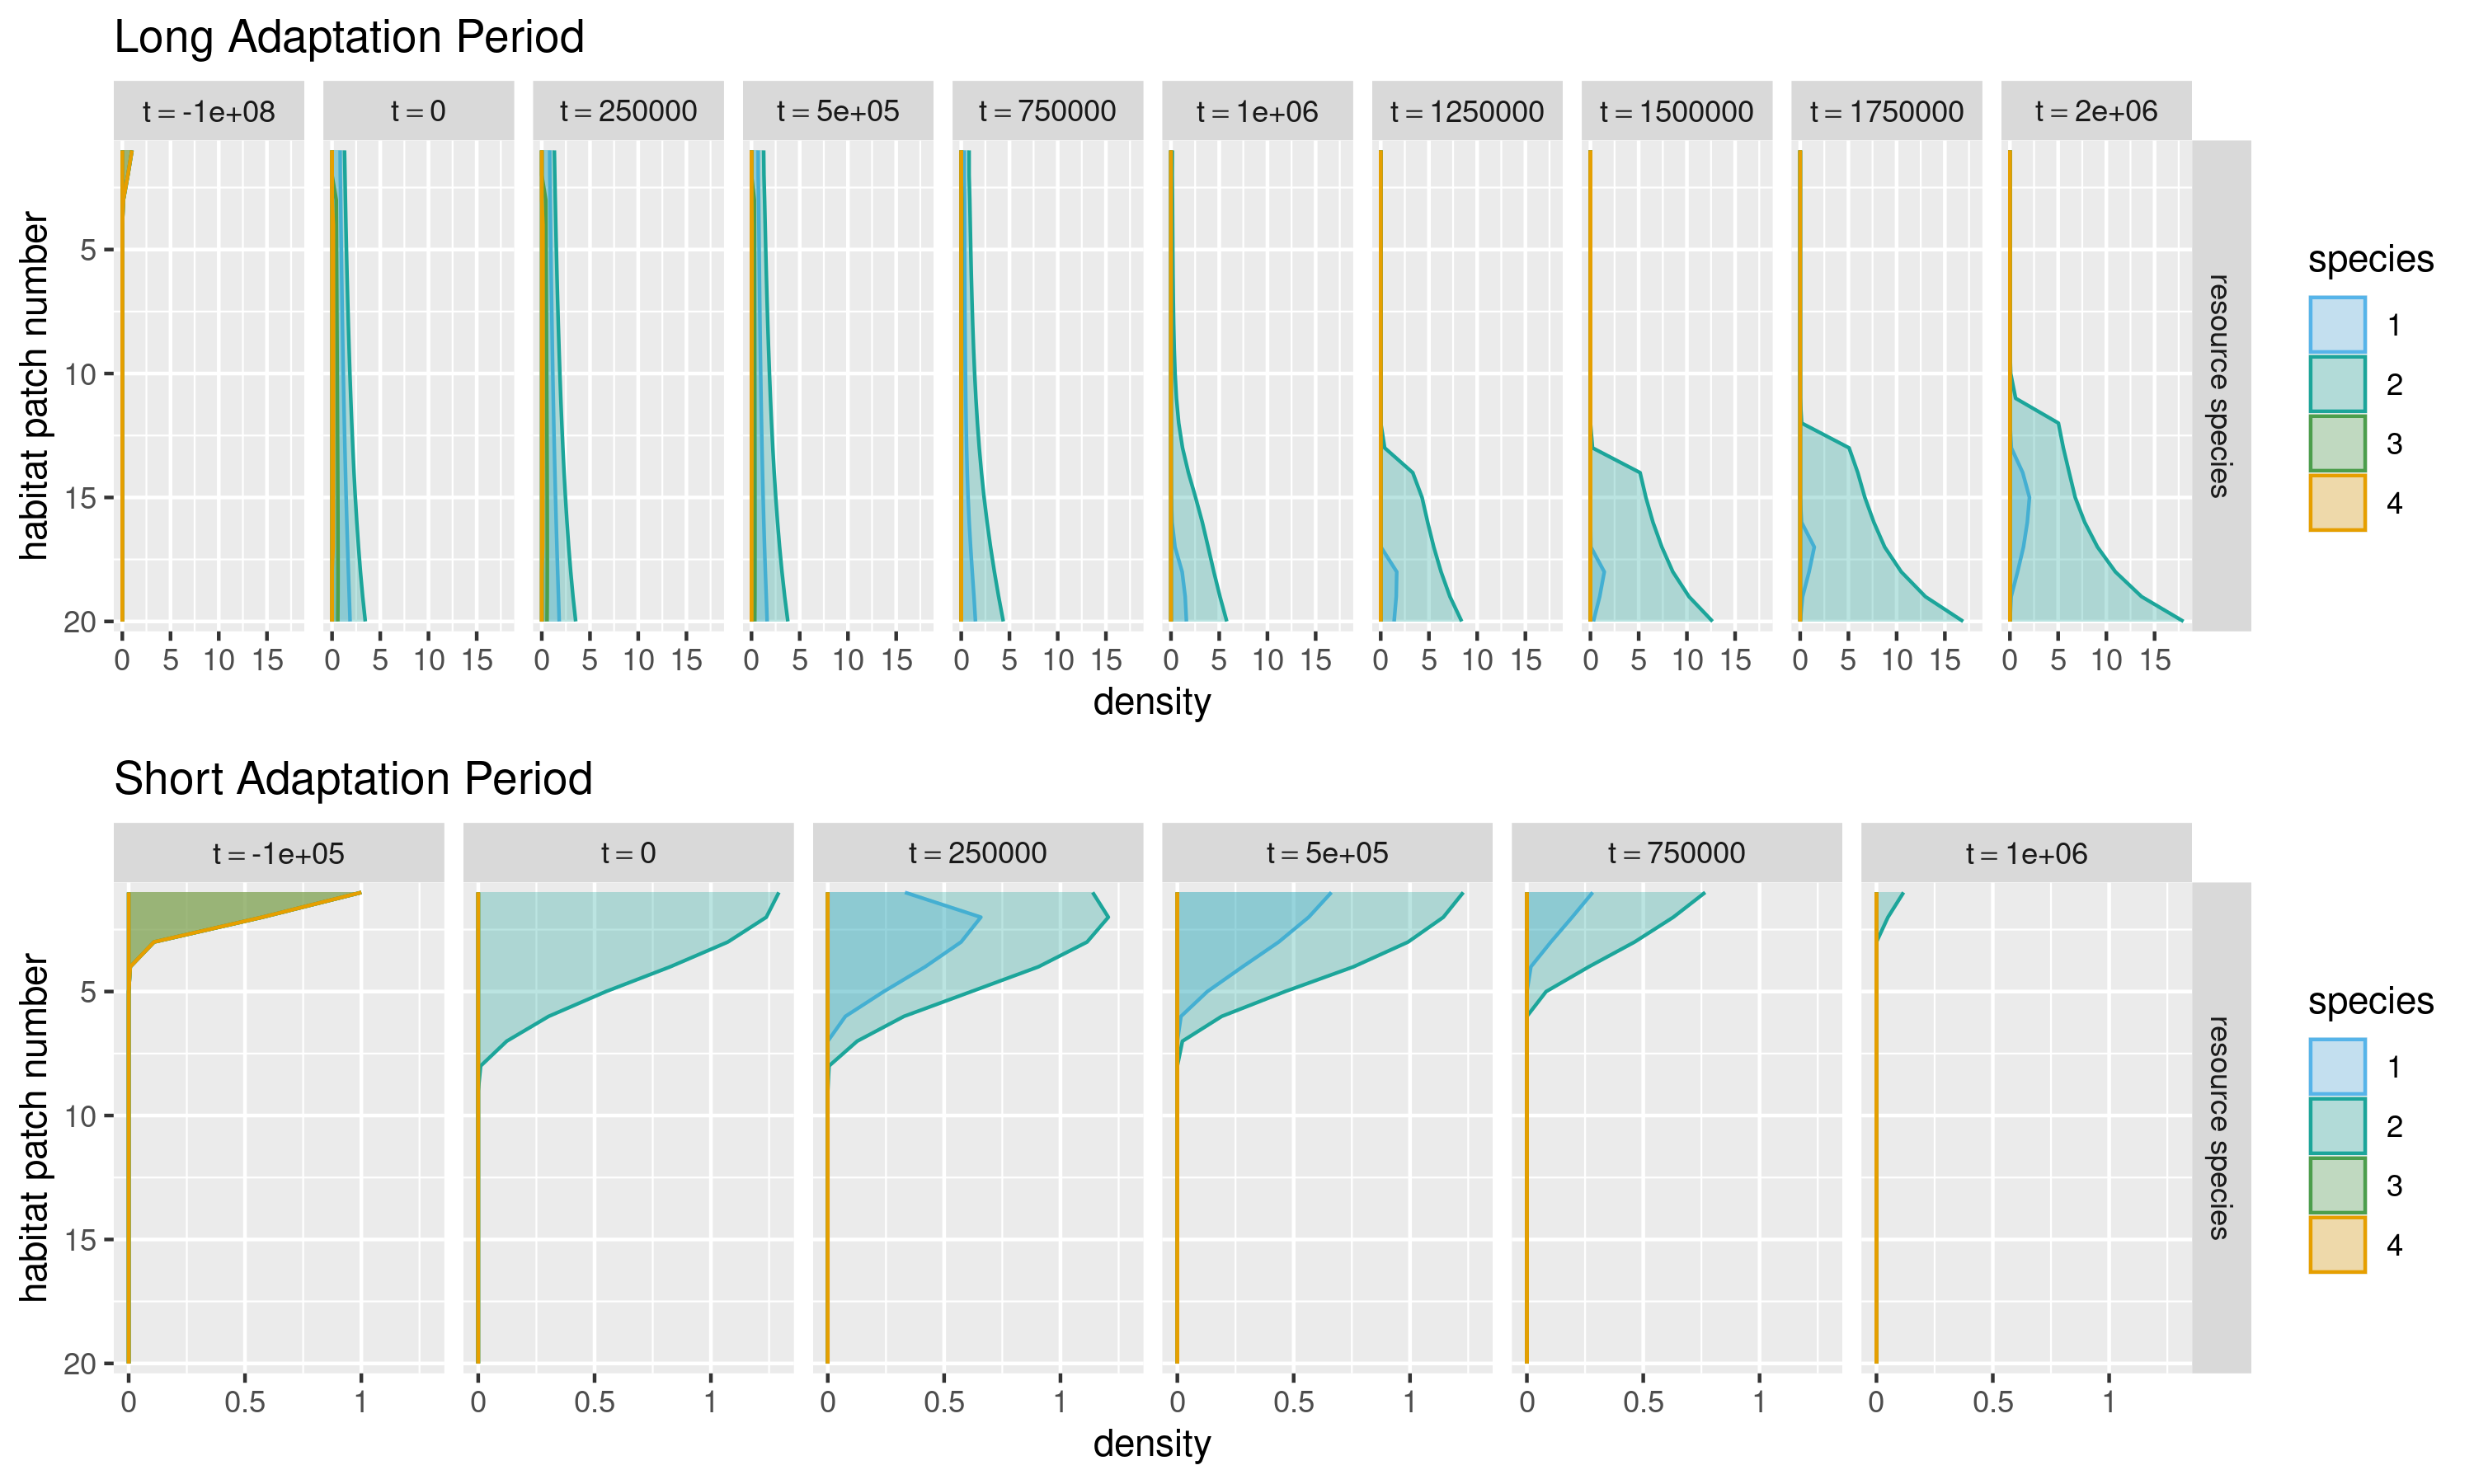 Long Adaptation Period
t = -1e+08 t = 0 t = 250000 t = 5e+05 t = 750000 t = 1e+06 t = 1250000 t = 1500000 t = 1750000 t = 2e+06
habitat patch number
5
10
15
20
resource species
0 5 10 15 0 5 10 15 0 5 10 15 0 5 10 15 0 5 10 15 0 5 10 15 0 5 10 15 0 5 10 15 0 5 10 15 0 5 10 15
density
species
1
2
3
4
Short Adaptation Period
t = -1e+05 t = 0 t = 250000 t = 5e+05 t = 750000 t = 1e+06
habitat patch number
5
10
15
20
resource species
0 0.5 1 0 0.5 1 0 0.5 1 0 0.5 1 0 0.5 1 0 0.5 1
density
species
1
2
3
4